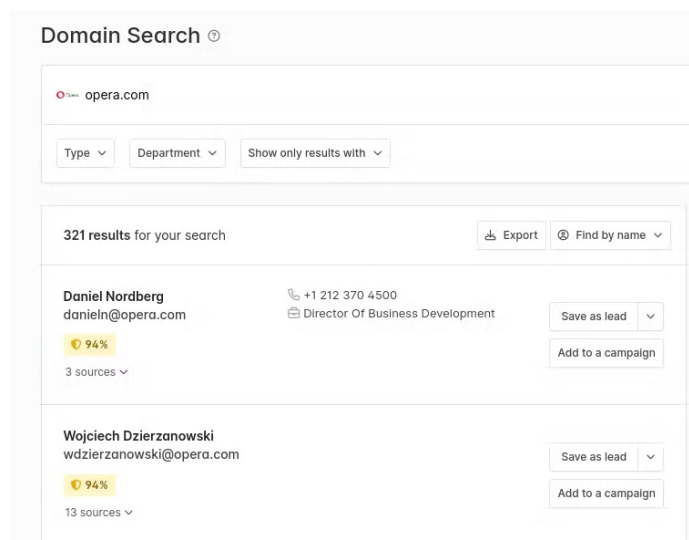 Domain Search
opera.com
Type
Department
Show only results with
321 results for your search
Export
Find by name
Daniel Nordberg
danieln@opera.com
94%
3 sources
+1 212 370 4500
Director Of Business Development
Save as lead
Add to a campaign
Wojciech Dzierzanowski
wdzierzanowski@opera.com
94%
13 sources
Save as lead
Add to a campaign